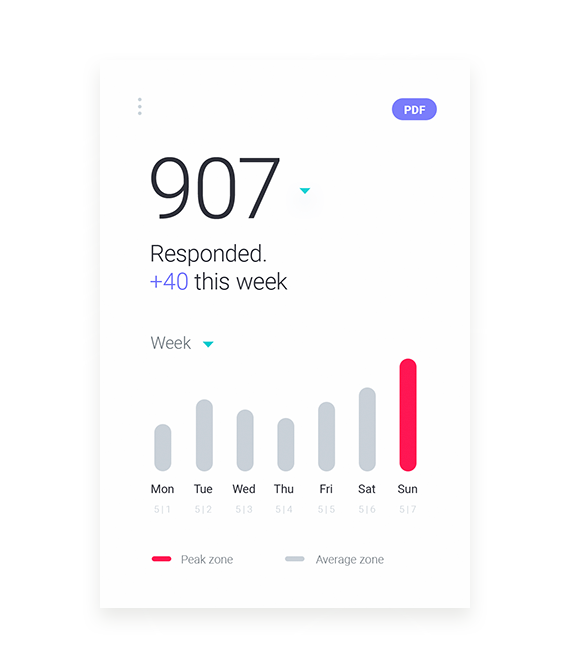 PDF
907
Responded.
+40 this week
Week
Mon Tue Wed Thu Fri Sat Sun
5|1 5|2 5|3 5|4 5|5 5|6 5|7
Peak zone Average zone